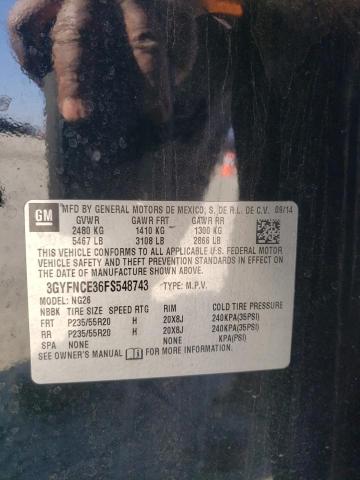 GM
MFD BY GENERAL MOTORS DE MEXICO, S. DE R.L. DE C.V. 09/14
GVWR GAWR FRT GAWR RR
2480 KG 1410 KG 1300 KG
5467 LB 3108 LB 2866 LB
THIS VEHICLE CONFORMS TO ALL APPLICABLE U.S. FEDERAL MOTOR
VEHICLE SAFETY AND THEFT PREVENTION STANDARDS IN EFFECT ON
THE DATE OF MANUFACTURE SHOWN ABOVE.
3GYFNCE36FS548743 TYPE: M.P.V.
MODEL: NG26
NBBK TIRE SIZE SPEED RTG RIM COLD TIRE PRESSURE
FRT P235/55R20 H 20X8J 240KPA(35PSI)
RR P235/55R20 H 20X8J 240KPA(35PSI)
SPA NONE NONE KPA(PSI)
SEE OWNER'S MANUAL FOR ADDITIONAL INFORMATION.